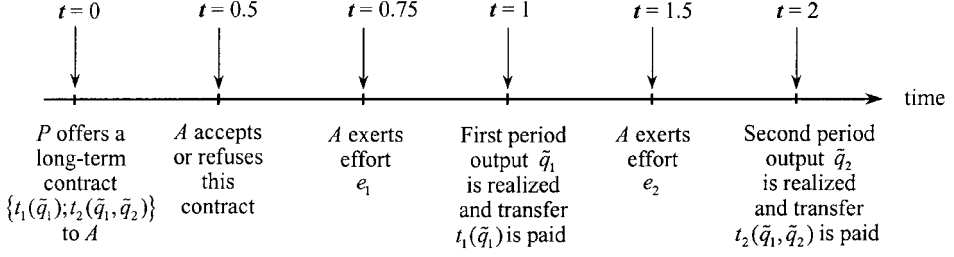 t = 0
t = 0.5
t = 0.75
t = 1
t = 1.5
t = 2
time
P offers a
long-term
contract
{t₁(q̃₁);t₂(q̃₁,q̃₂)}
to A
A accepts
or refuses
this
contract
A exerts
effort
e₁
First period
output q̃₁
is realized
and transfer
t₁(q̃₁) is paid
A exerts
effort
e₂
Second period
output q̃₂
is realized
and transfer
t₂(q̃₁,q̃₂) is paid